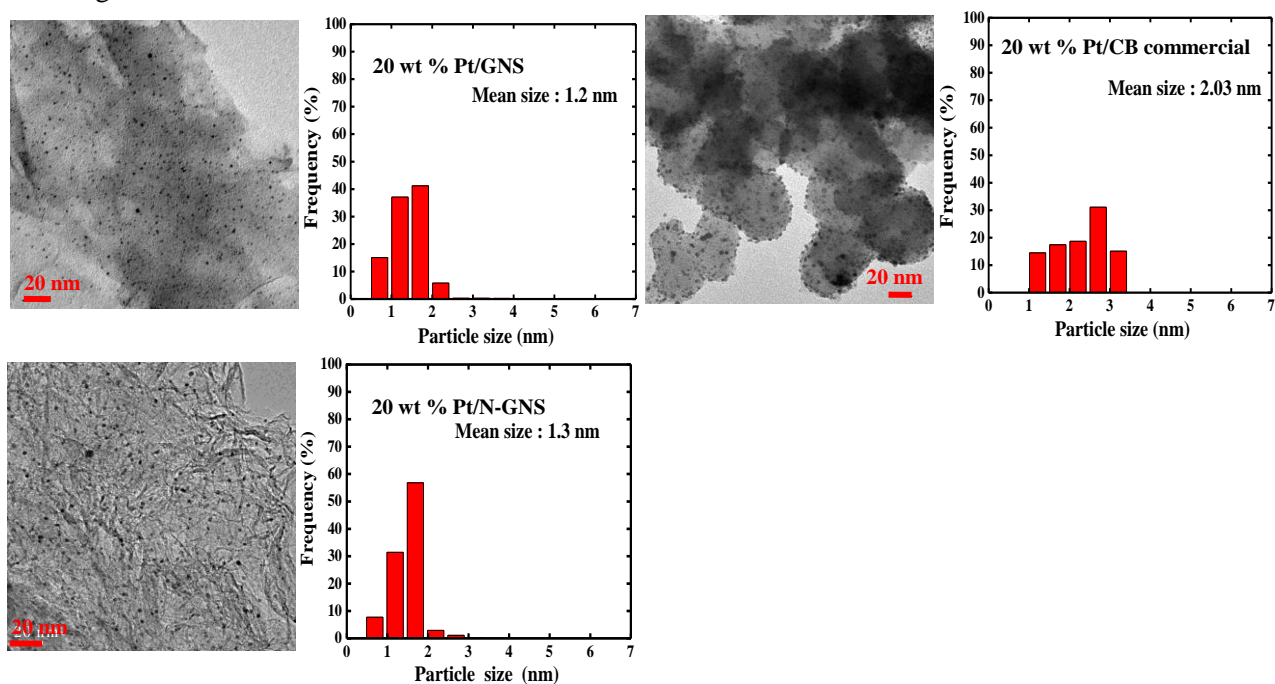 100
90
80
70
60
50
40
30
20
10
0
Frequency (%)
20 wt % Pt/GNS
Mean size : 1.2 nm
0 1 2 3 4 5 6 7
Particle size (nm)
20 nm
100
90
80
70
60
50
40
30
20
10
0
Frequency (%)
20 wt % Pt/CB commercial
Mean size : 2.03 nm
0 1 2 3 4 5 6 7
Particle size (nm)
20 nm
100
90
80
70
60
50
40
30
20
10
0
Frequency (%)
20 wt % Pt/N-GNS
Mean size : 1.3 nm
0 1 2 3 4 5 6 7
Particle size (nm)
20 nm